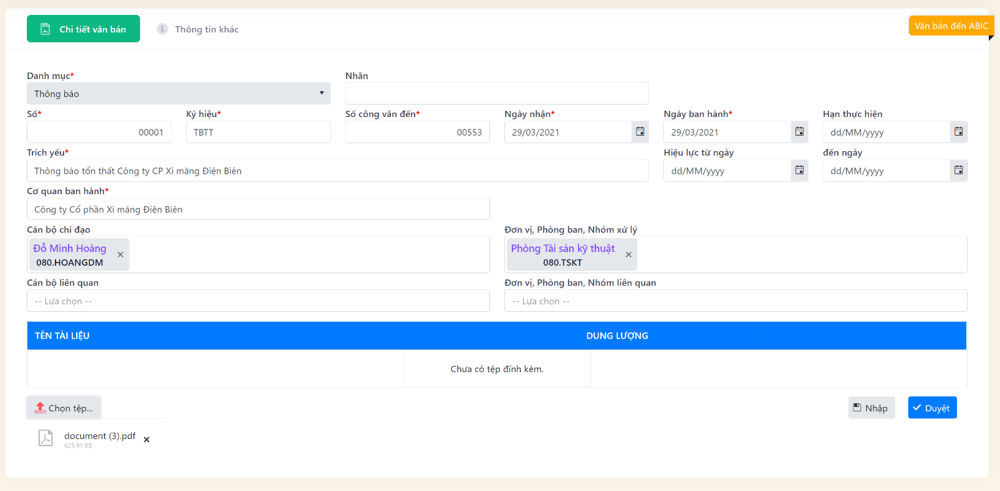 Chi tiết văn bản
Thông tin khác
Văn bản đến ABIC
Danh mục*
Nhãn
Thông báo
Số*
Ký hiệu*
Số công văn đến*
Ngày nhận*
Ngày ban hành*
Hạn thực hiện
00001
TBTT
00553
29/03/2021
29/03/2021
dd/MM/yyyy
Trích yếu*
Hiệu lực từ ngày
đến ngày
Thông báo tổn thất Công ty CP Xi măng Điện Biên
dd/MM/yyyy
dd/MM/yyyy
Cơ quan ban hành*
Công ty Cổ phần Xi măng Điện Biên
Cán bộ chỉ đạo
Đơn vị, Phòng ban, Nhóm xử lý
Đỗ Minh Hoàng
080.HOANGDM
Phòng Tài sản kỹ thuật
080.TSKT
Cán bộ liên quan
Đơn vị, Phòng ban, Nhóm liên quan
-- Lựa chọn --
-- Lựa chọn --
TÊN TÀI LIỆU
DUNG LƯỢNG
Chưa có tệp đính kèm.
Chọn tệp...
Nhập
Duyệt
document (3).pdf
625.91 KB